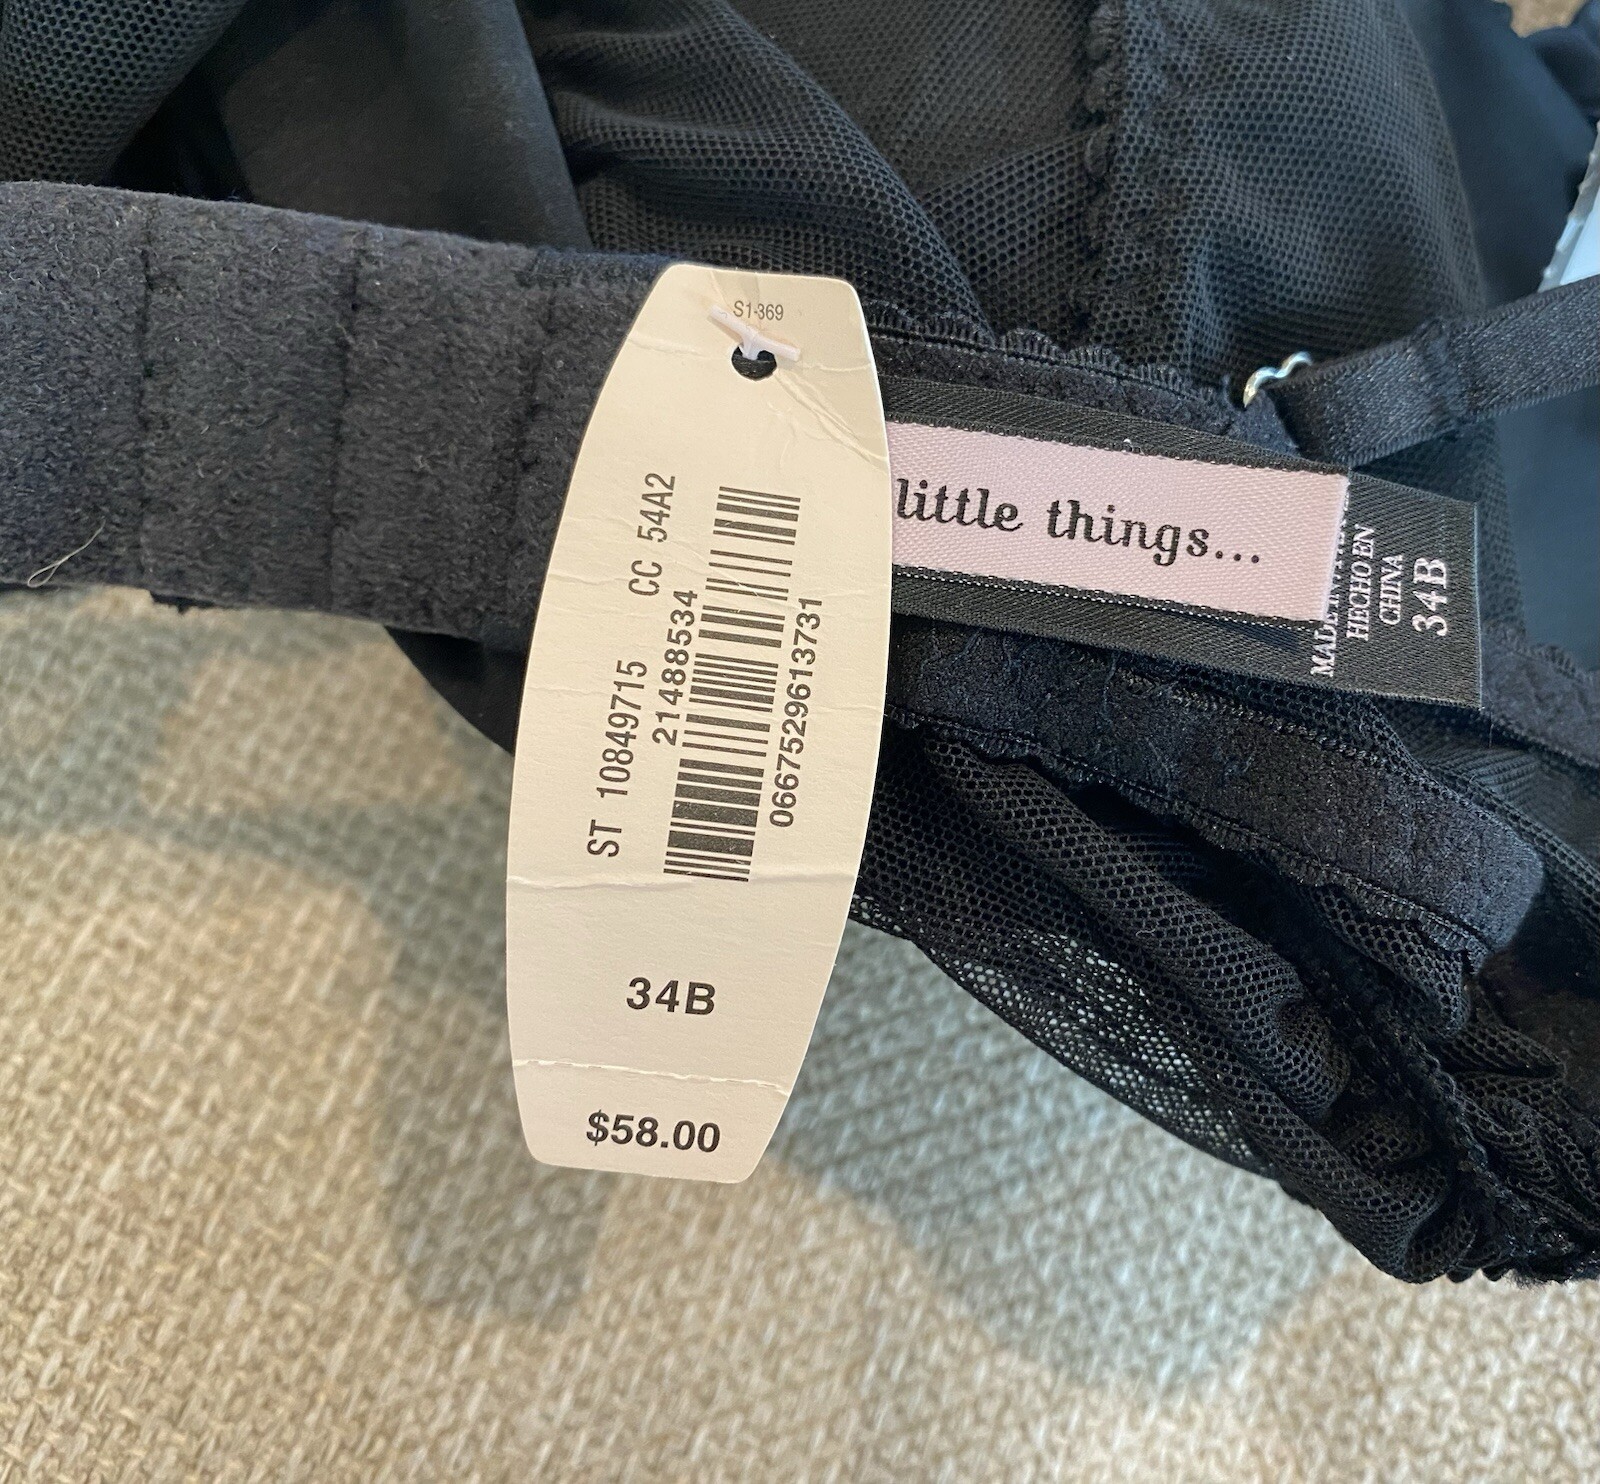 S1-369
ST 10849715 CC 54A2
21488534
0667529613731
34B
$58.00
little things...
HECHO EN
CHINA
34B